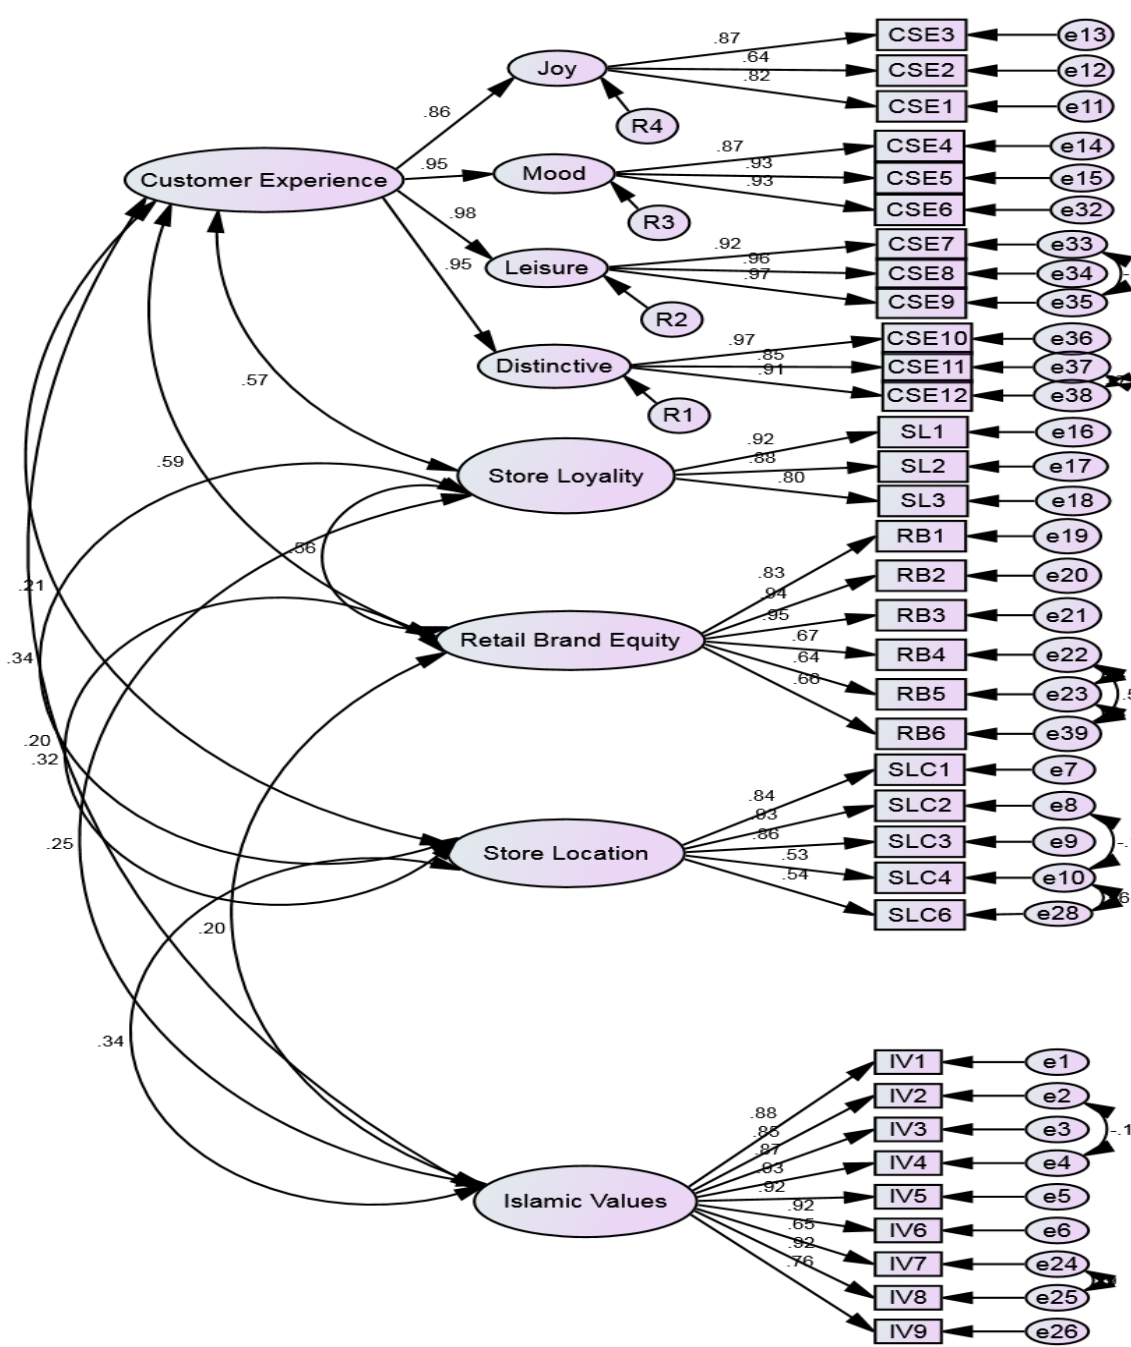 .87 CSE3 e13
Joy .64 CSE2 e12
.82 CSE1 e11
.86 R4
.87 CSE4 e14
Customer Experience .95 Mood .93 CSE5 e15
.93 CSE6 e32
.98 R3
.92 CSE7 e33
.95 Leisure .96 CSE8 e34
.97 CSE9 e35
R2
.97 CSE10 e36
Distinctive .85 CSE11 e37
.91 CSE12 e38
.57 R1
.92 SL1 e16
.59 Store Loyality .88 SL2 e17
.80 SL3 e18
.56 RB1 e19
.83 RB2 e20
.21 .94
.95 RB3 e21
Retail Brand Equity .67 RB4 e22
.34 .64 RB5 e23
.66 RB6 e39
.20
.32 SLC1 e7
.84 SLC2 e8
.93
.25 .86 SLC3 e9
Store Location .53 SLC4 e10
.54 SLC6 e28
.20
.34
IV1 e1
.88 IV2 e2
.85 IV3 e3 -.1
.87 IV4 e4
.93
Islamic Values .92 IV5 e5
.92 IV6 e6
.65 IV7 e24
.92 IV8 e25
.76 IV9 e26